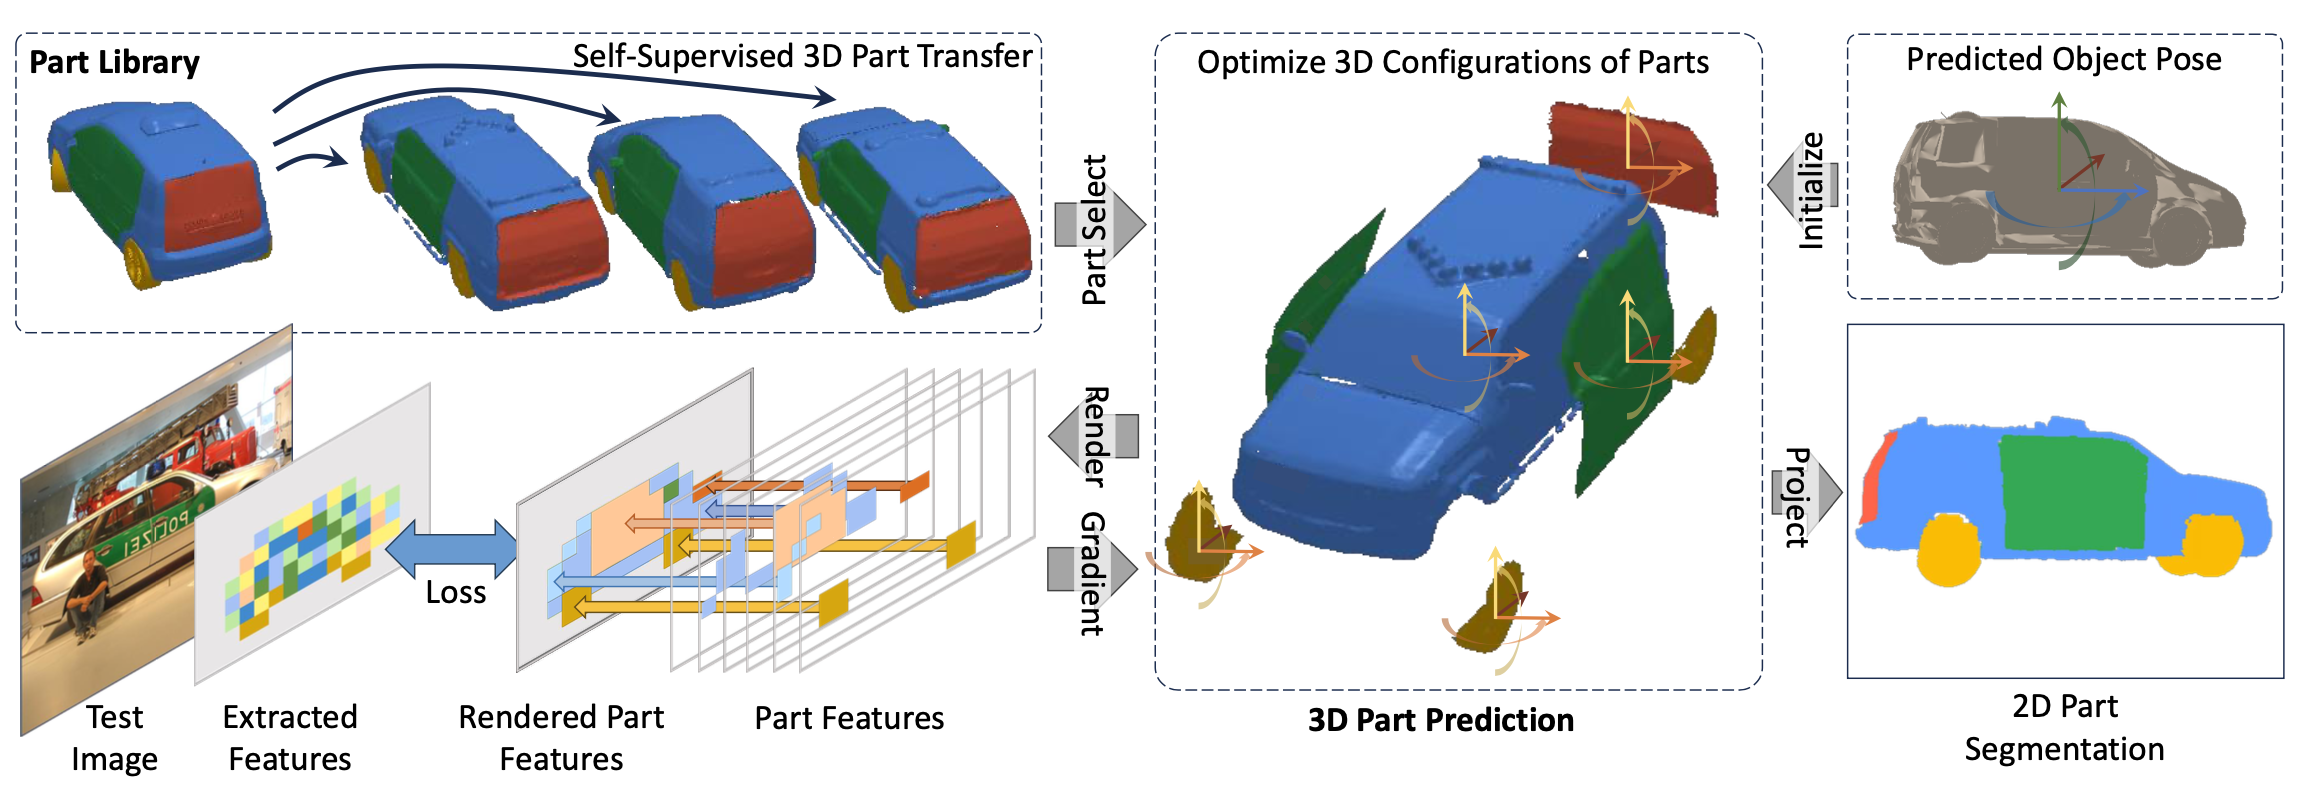 Part Library
Self-Supervised 3D Part Transfer
Part Select
Optimize 3D Configurations of Parts
Initialize
Predicted Object Pose
Render
Gradient
Project
POLIZEI
Loss
Test
Image
Extracted
Features
Rendered Part
Features
Part Features
3D Part Prediction
2D Part
Segmentation